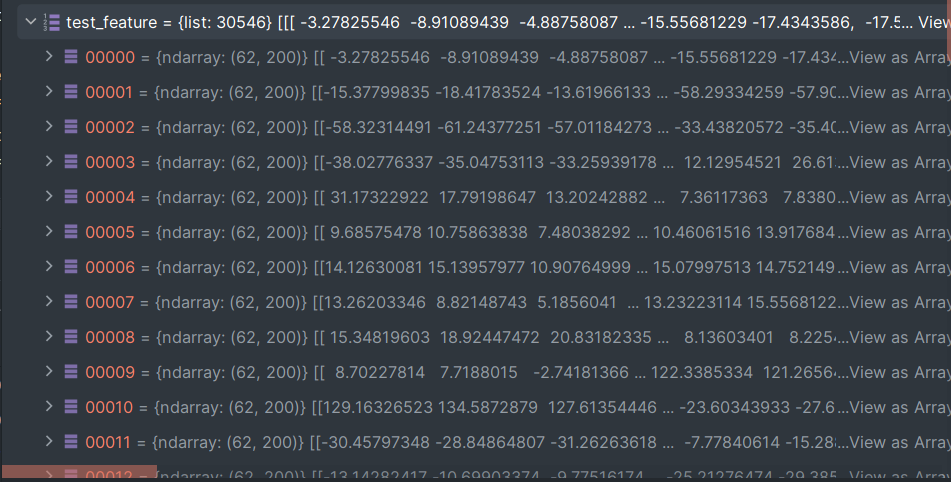 test_feature = {list: 30546} [[[ -3.27825546 -8.91089439 -4.88758087 ... -15.55681229 -17.4343586, -17.5... View
00000 = {ndarray: (62, 200)} [[ -3.27825546 -8.91089439 -4.88758087 ... -15.55681229 -17.434...View as Array
00001 = {ndarray: (62, 200)} [[-15.37799835 -18.41783524 -13.61966133 ... -58.29334259 -57.90...View as Array
00002 = {ndarray: (62, 200)} [[-58.32314491 -61.24377251 -57.01184273 ... -33.43820572 -35.40...View as Array
00003 = {ndarray: (62, 200)} [[-38.02776337 -35.04753113 -33.25939178 ... 12.12954521 26.61...View as Array
00004 = {ndarray: (62, 200)} [[ 31.17322922 17.79198647 13.20242882 ... 7.36117363 7.8380...View as Array
00005 = {ndarray: (62, 200)} [[ 9.68575478 10.75863838 7.48038292 ... 10.46061516 13.917684...View as Array
00006 = {ndarray: (62, 200)} [[14.12630081 15.13957977 10.90764999 ... 15.07997513 14.752149...View as Array
00007 = {ndarray: (62, 200)} [[13.26203346 8.82148743 5.1856041 ... 13.23223114 15.5568122...View as Array
00008 = {ndarray: (62, 200)} [[ 15.34819603 18.92447472 20.83182335 ... 8.13603401 8.225...View as Array
00009 = {ndarray: (62, 200)} [[ 8.70227814 7.7188015 -2.74181366 ... 122.3385334 121.2656...View as Array
00010 = {ndarray: (62, 200)} [[129.16326523 134.5872879 127.61354446 ... -23.60343933 -27.6...View as Array
00011 = {ndarray: (62, 200)} [[-30.45797348 -28.84864807 -31.26263618 ... -7.77840614 -15.28...View as Array
00012 = {ndarray: (62, 200)} [[-13.14282417 -10.69903374 -9.77516174 ... -25.21276474 -29.385...View as Array